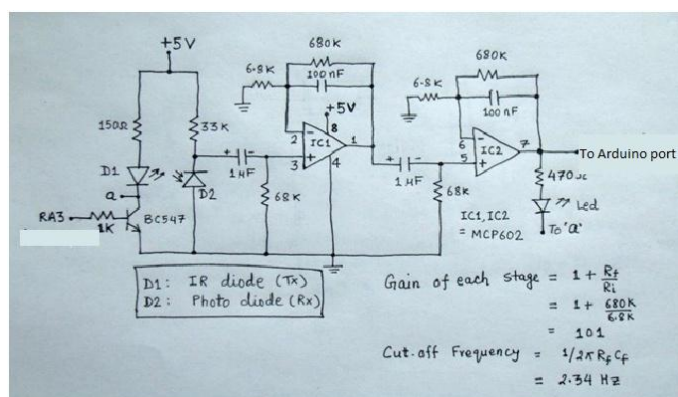 +5V
680K
6.8K
100nF
+5V
680K
6.8K
100nF
150Ω
33K
2
8
IC1
1
3
4
6
7
IC2
5
To Arduino port
D1
D2
+ -
1µF
68K
+ -
1µF
68K
470Ω
Led
a
To 'a'
RA3
1K
BC547
IC1, IC2
= MCP602
D1: IR diode (Tx)
D2: Photo diode (Rx)
Gain of each stage = 1 + Rf/Ri
= 1 + 680K/6.8K
= 101
Cut-off Frequency = 1/2π Rf Cf
= 2.34 HZ